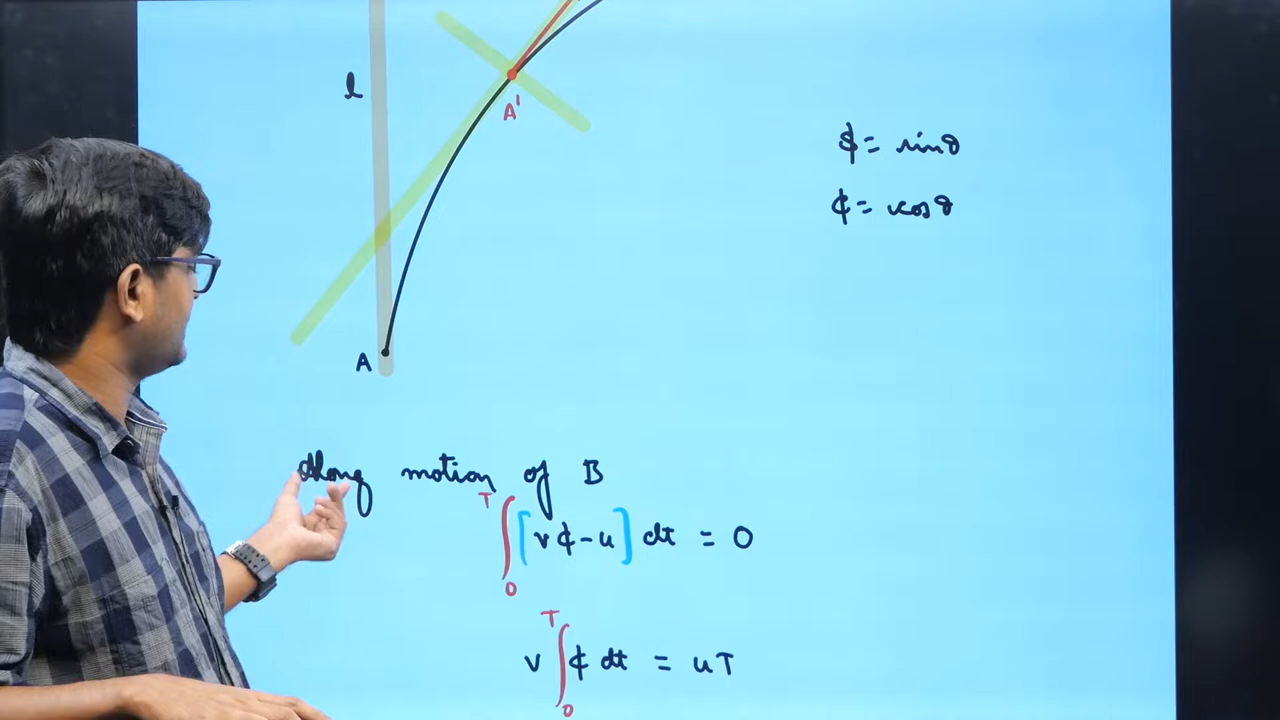 l
A'
$ = sinθ
¢ = cosθ
A
Along motion of B
∫₀ᵀ [v¢ - u] dt = 0
v ∫₀ᵀ ¢ dt = uT